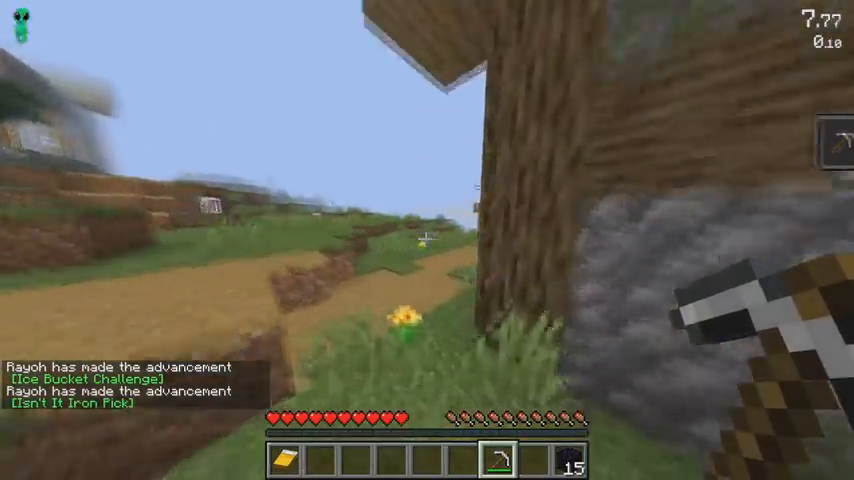 7.77
0.10
Rayoh has made the advancement
[Ice Bucket Challenge]
Rayoh has made the advancement
[Isn't It Iron Pick]
15